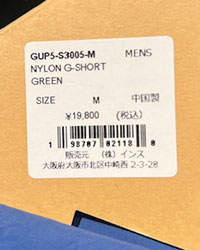 GUP5-S3005-M MENS
NYLON G-SHORT
GREEN
SIZE M 中国製
¥19,800 (税込)
1 98707 02118 0
販売元 (株) インス
大阪府大阪市北区中崎西 2-3-28